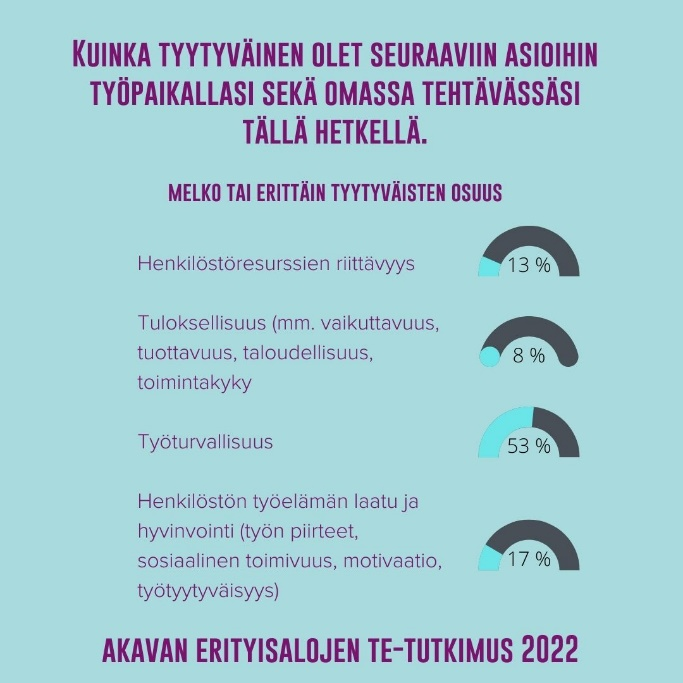 Kuinka tyytyväinen olet seuraaviin asioihin
työpaikallasi sekä omassa tehtävässäsi
tällä hetkellä.
melko tai erittäin tyytyväisten osuus
Henkilöstöresurssien riittävyys
13 %
Tuloksellisuus (mm. vaikuttavuus,
tuottavuus, taloudellisuus,
toimintakyky
8 %
Työturvallisuus
53 %
Henkilöstön työelämän laatu ja
hyvinvointi (työn piirteet,
sosiaalinen toimivuus, motivaatio,
työtyytyväisyys)
17 %
akavan erityisalojen te-tutkimus 2022